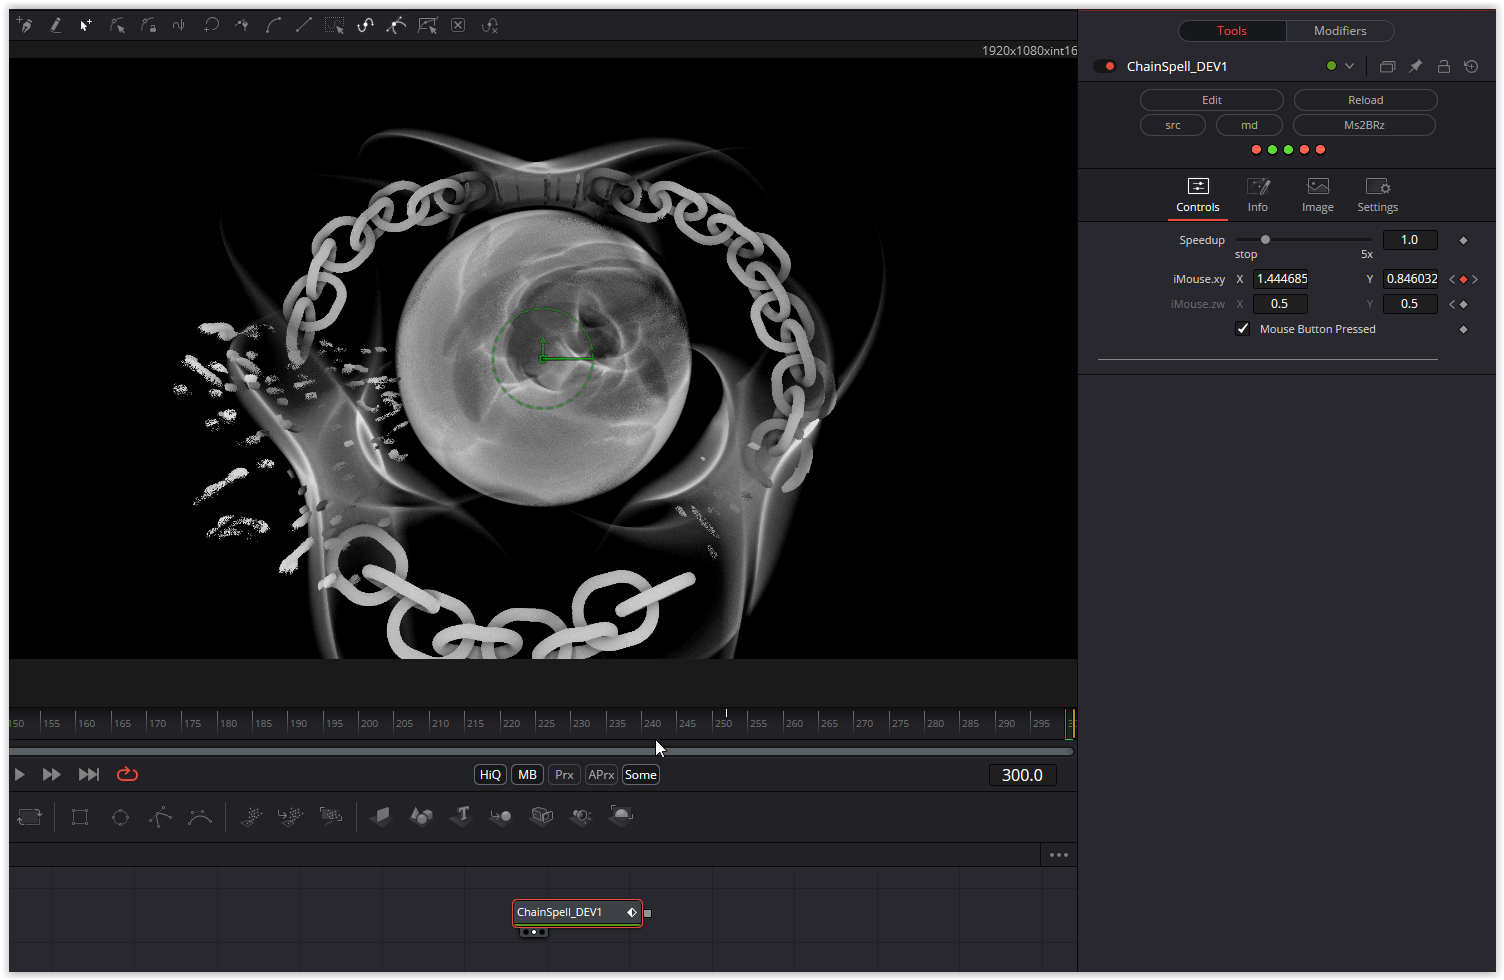 Tools Modifiers
1920x1080xint16
ChainSpell_DEV1
Edit Reload
src md Ms2BRz
Controls Info Image Settings
Speedup 1.0
stop 5x
iMouse.xy X 1.444685 Y 0.846032
iMouse.zw X 0.5 Y 0.5
Mouse Button Pressed
150 155 160 165 170 175 180 185 190 195 200 205 210 215 220 225 230 235 240 245 250 255 260 265 270 275 280 285 290 295
HiQ MB Prx APrx Some 300.0
ChainSpell_DEV1